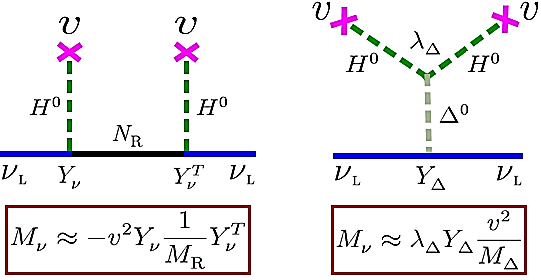 v v
H⁰ H⁰
N_R
ν_L Y_ν Y_ν^T ν_L
M_ν ≈ −v² Y_ν 1/M_R Y_ν^T
v v
λ_Δ
H⁰ H⁰
Δ⁰
ν_L Y_Δ ν_L
M_ν ≈ λ_Δ Y_Δ v²/M_Δ